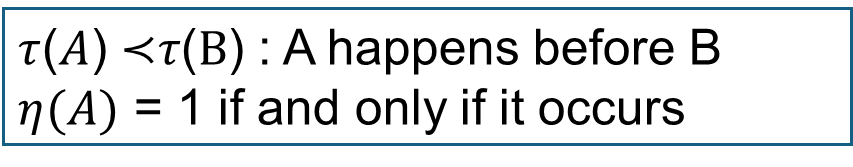 τ(A) ≺τ(B) : A happens before B
η(A) = 1 if and only if it occurs